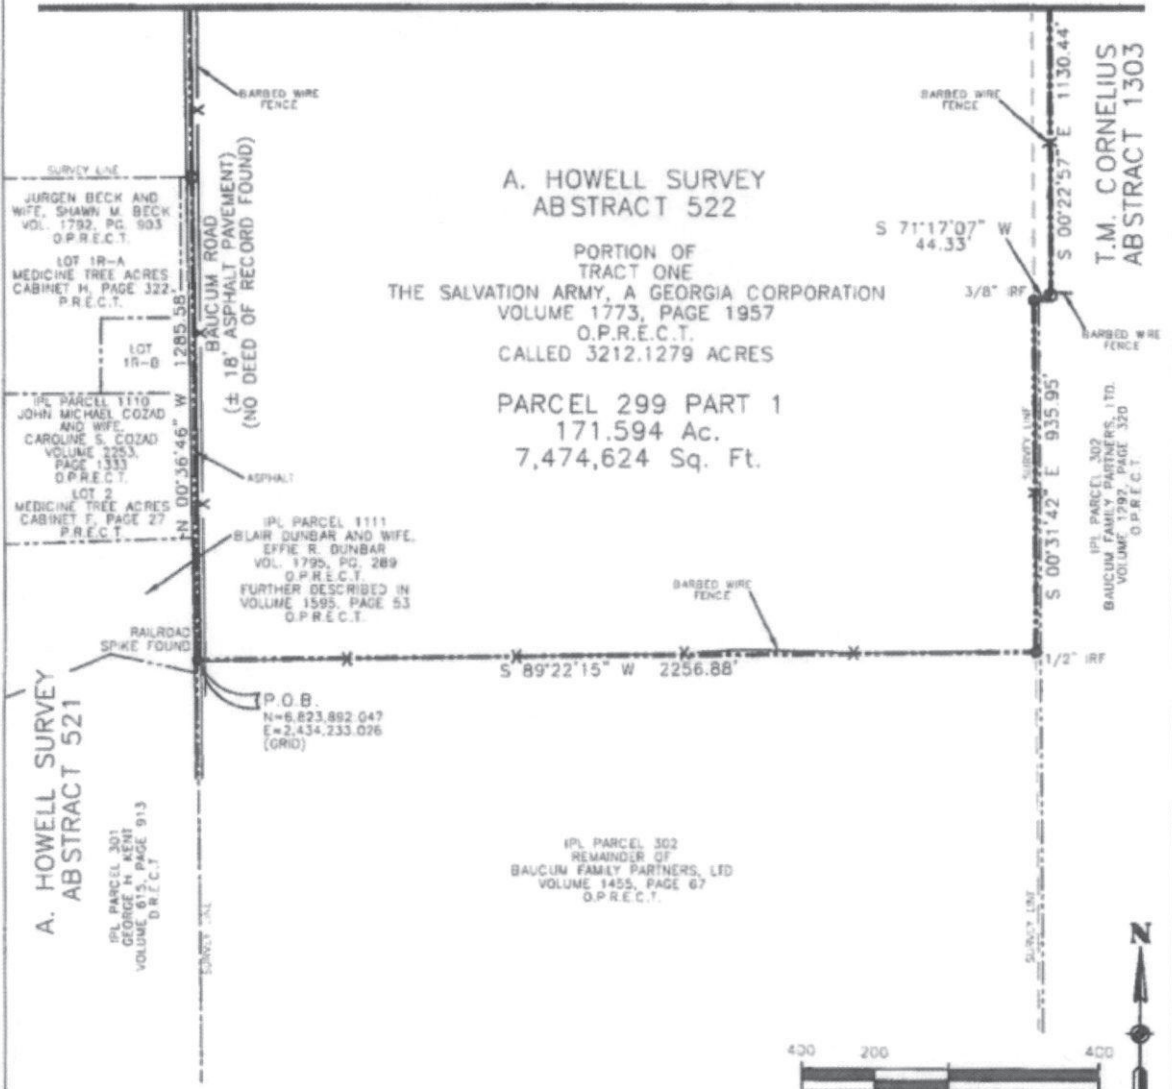 BARBED WIRE
FENCE
BARBED WIRE
FENCE
S 00°22'57" E 1130.44'
T.M. CORNELIUS
ABSTRACT 1303
SURVEY LINE
JURGEN BECK AND
WIFE, SHAWN M. BECK
VOL. 1792, PG. 903
O.P.R.E.C.T.
LOT 1R-A
MEDICINE TREE ACRES
CABINET H, PAGE 322
P.R.E.C.T.
LOT
1R-B
IPL PARCEL 1110
JOHN MICHAEL COZAD
AND WIFE,
CAROLINE S. COZAD
VOLUME 2253,
PAGE 1333
O.P.R.E.C.T.
LOT 2
MEDICINE TREE ACRES
CABINET F, PAGE 27
P.R.E.C.T.
N 00°36'46" W 1285.58'
BAUCUM ROAD
(± 18' ASPHALT PAVEMENT)
(NO DEED OF RECORD FOUND)
ASPHALT
A. HOWELL SURVEY
ABSTRACT 522
PORTION OF
TRACT ONE
THE SALVATION ARMY, A GEORGIA CORPORATION
VOLUME 1773, PAGE 1957
O.P.R.E.C.T.
CALLED 3212.1279 ACRES
PARCEL 299 PART 1
171.594 Ac.
7,474,624 Sq. Ft.
S 71°17'07" W
44.33'
3/8" IRF
BARBED WIRE
FENCE
SURVEY LINE
S 00°31'42" E 935.95'
IPL PARCEL 302
BAUCUM FAMILY PARTNERS, LTD.
VOLUME 1292, PAGE 320
O.P.R.E.C.T.
IPL PARCEL 1111
BLAIR DUNBAR AND WIFE,
EFFIE R. DUNBAR
VOL. 1795, PG. 289
O.P.R.E.C.T.
FURTHER DESCRIBED IN
VOLUME 1595, PAGE 53
O.P.R.E.C.T.
BARBED WIRE
FENCE
RAILROAD
SPIKE FOUND
S 89°22'15" W 2256.88'
1/2" IRF
P.O.B.
N=6,823,892.047
E=2,434,233.026
(GRID)
A. HOWELL SURVEY
ABSTRACT 521
IPL PARCEL 301
GEORGE H. KENT
VOLUME 615, PAGE 913
D.R.E.C.T.
SURVEY LINE
IPL PARCEL 302
REMAINDER OF
BAUCUM FAMILY PARTNERS, LTD
VOLUME 1455, PAGE 67
O.P.R.E.C.T.
SURVEY LINE
N
400 200 400